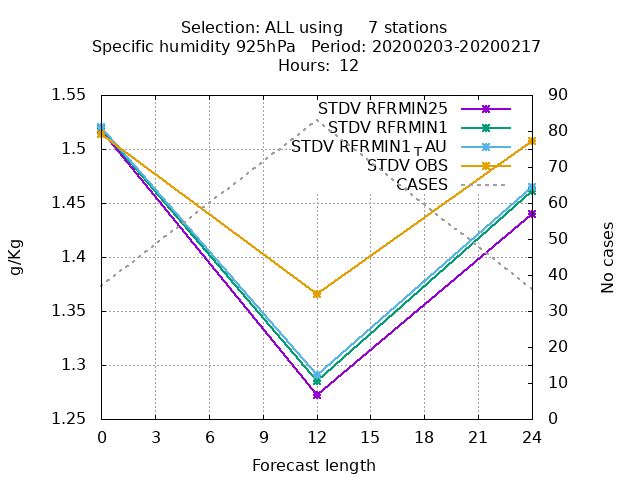 Selection: ALL using 7 stations
Specific humidity 925hPa Period: 20200203-20200217
Hours: 12
1.55
1.5
1.45
1.4
1.35
1.3
1.25
g/Kg
STDV RFRMIN25
STDV RFRMIN1
STDV RFRMIN1TAU
STDV OBS
CASES
90
80
70
60
50
40
30
20
10
0
No cases
0 3 6 9 12 15 18 21 24
Forecast length